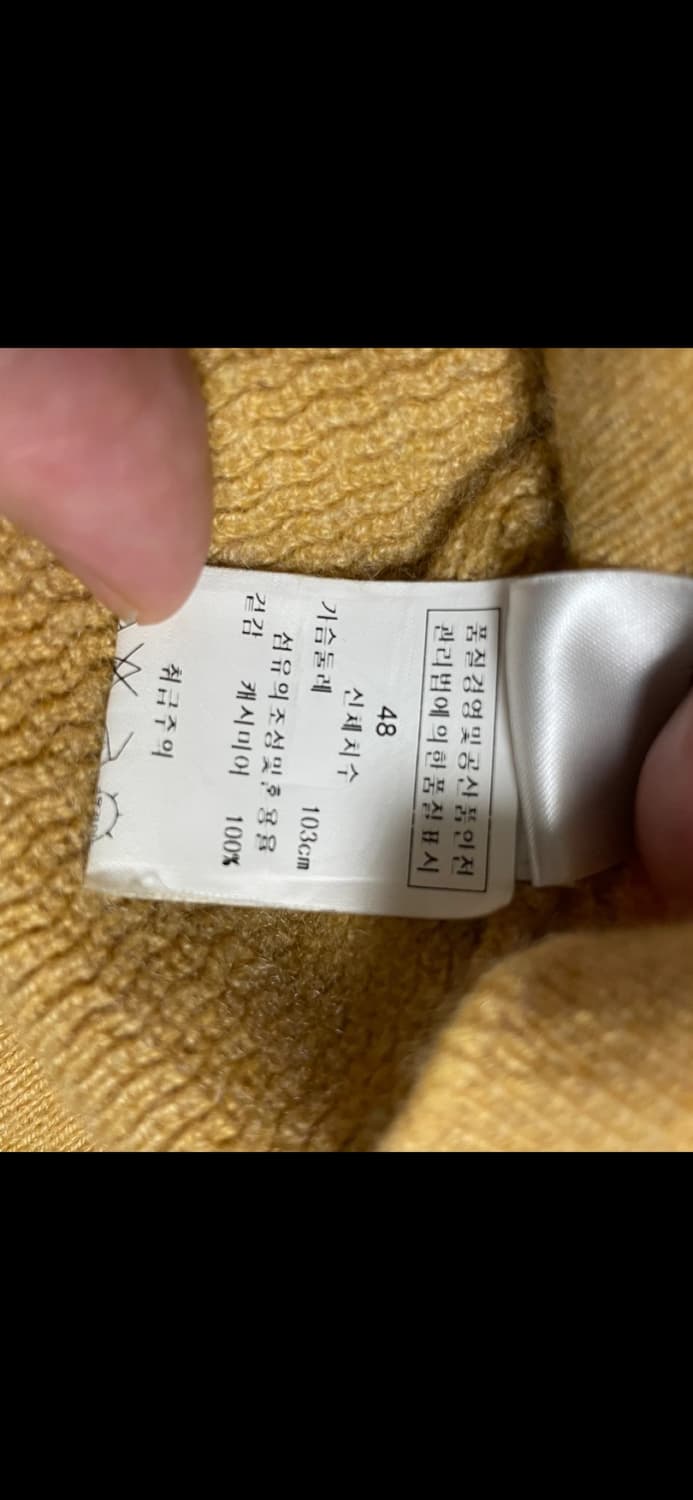 품질경영및공산품안전
관리법에의한품질표시
48
신체치수
가슴둘레 103cm
섬유의조성및혼용율
겉감 캐시미어 100%
취급주의